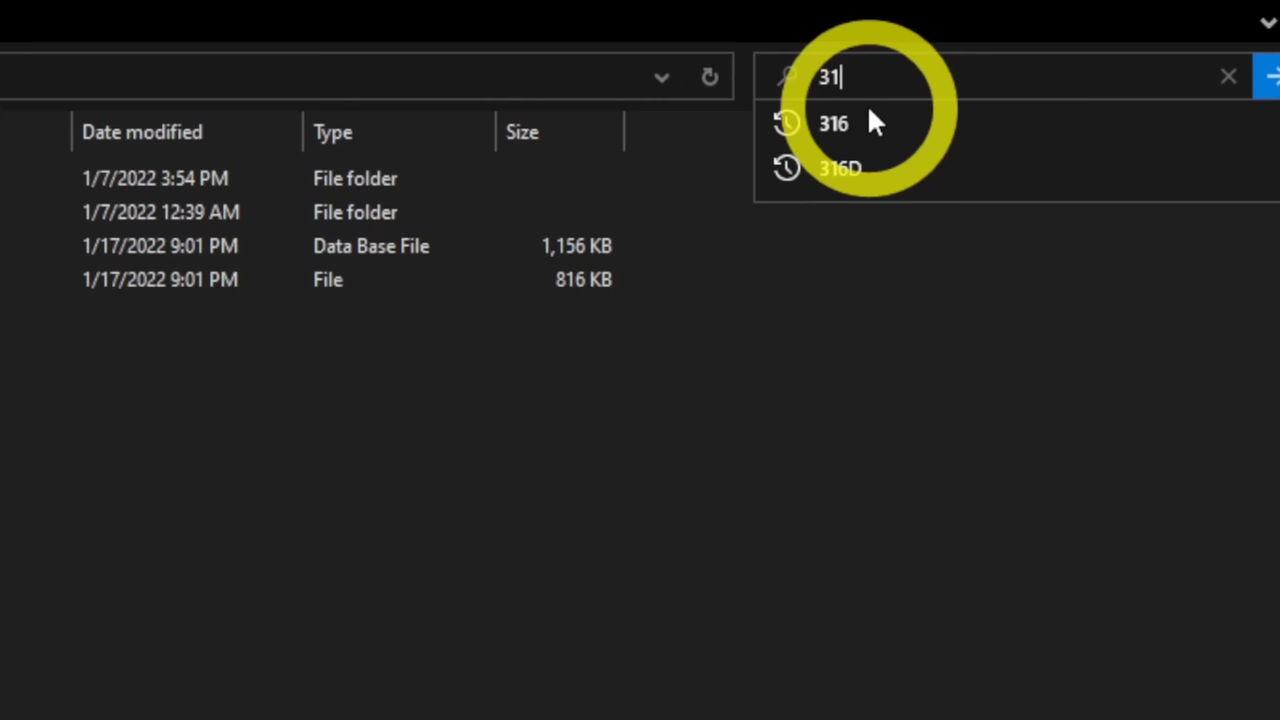 31
316
316D
Date modified Type Size
1/7/2022 3:54 PM File folder
1/7/2022 12:39 AM File folder
1/17/2022 9:01 PM Data Base File 1,156 KB
1/17/2022 9:01 PM File 816 KB